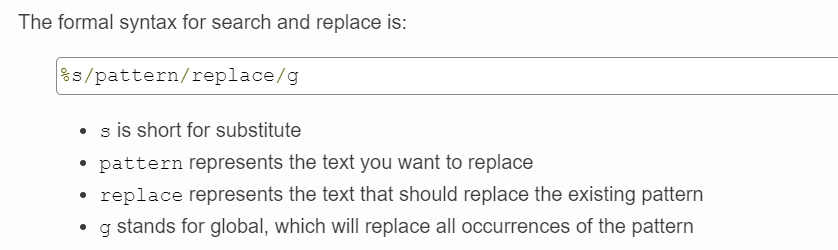 The formal syntax for search and replace is:
%s/pattern/replace/g
• s is short for substitute
• pattern represents the text you want to replace
• replace represents the text that should replace the existing pattern
• g stands for global, which will replace all occurrences of the pattern